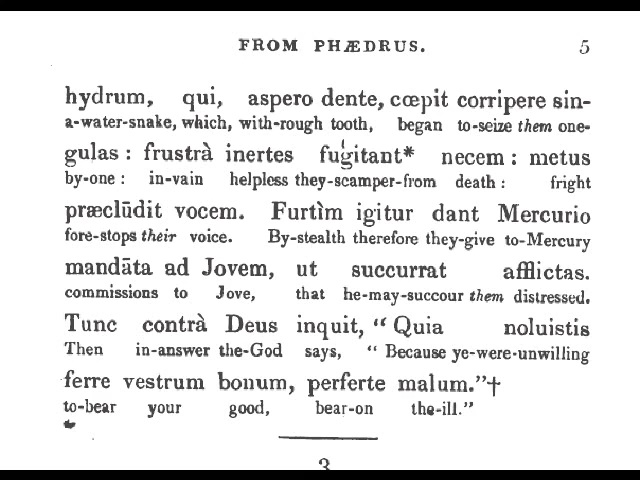 FROM PHÆDRUS. 5
hydrum, qui, aspero dente, cœpit corripere sin-
a-water-snake, which, with-rough tooth, began to-seize them one-
gulas : frustrà inertes fugitant* necem : metus
by-one : in-vain helpless they-scamper-from death : fright
præclūdit vocem. Furtìm igitur dant Mercurio
fore-stops their voice. By-stealth therefore they-give to-Mercury
mandāta ad Jovem, ut succurrat afflictas.
commissions to Jove, that he-may-succour them distressed.
Tunc contrà Deus inquit, “ Quia noluistis
Then in-answer the-God says, “ Because ye-were-unwilling
ferre vestrum bonum, perferte malum.”†
to-bear your good, bear-on the-ill.”
3